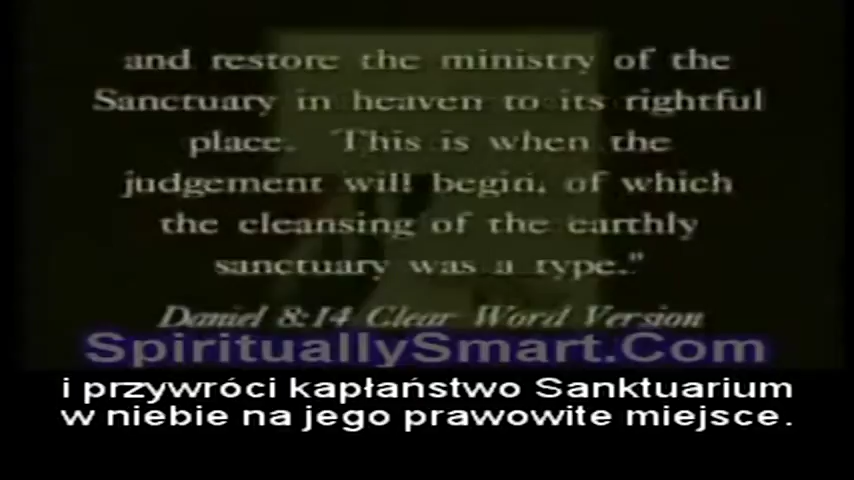 and restore the ministry of the
Sanctuary in heaven to its rightful
place. This is when the
judgement will begin, of which
the cleansing of the earthly
sanctuary was a type."
Daniel 8:14 Clear Word Version
SpirituallySmart.Com
i przywróci kapłaństwo Sanktuarium
w niebie na jego prawowite miejsce.